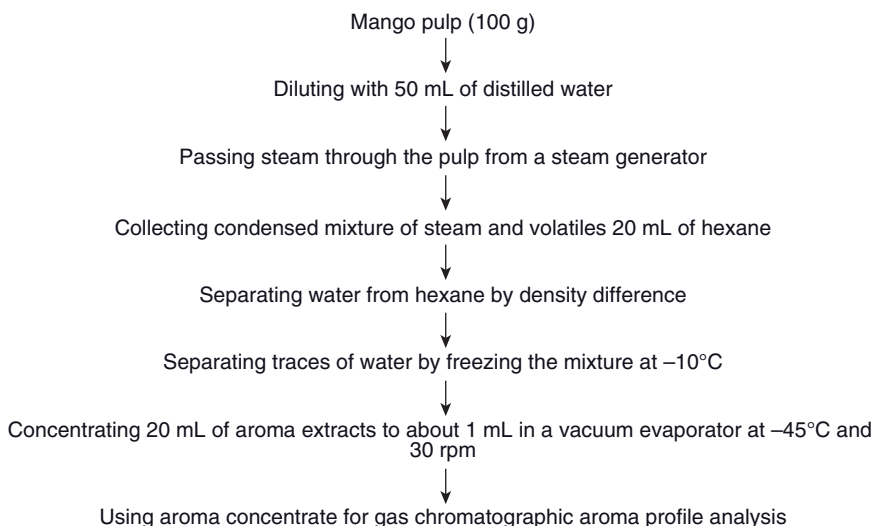 Mango pulp (100 g)
Diluting with 50 mL of distilled water
Passing steam through the pulp from a steam generator
Collecting condensed mixture of steam and volatiles 20 mL of hexane
Separating water from hexane by density difference
Separating traces of water by freezing the mixture at –10°C
Concentrating 20 mL of aroma extracts to about 1 mL in a vacuum evaporator at –45°C and
30 rpm
Using aroma concentrate for gas chromatographic aroma profile analysis